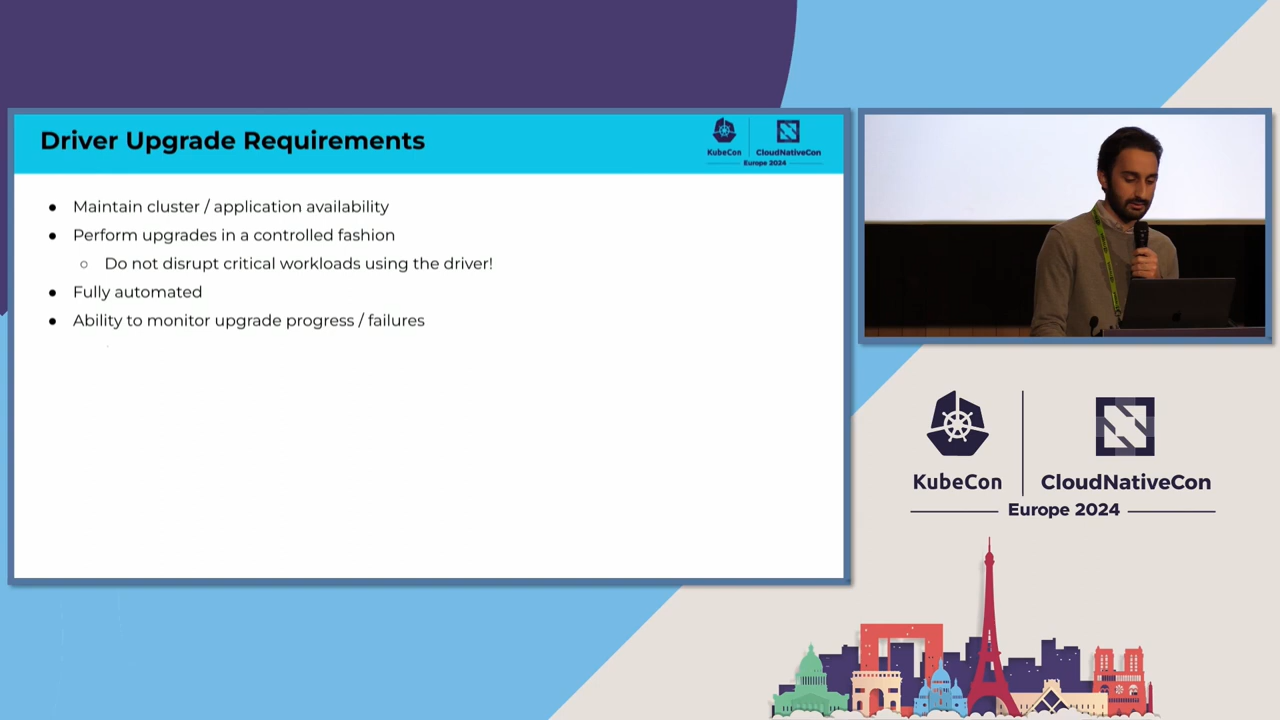 Driver Upgrade Requirements
KubeCon
CloudNativeCon
Europe 2024
● Maintain cluster / application availability
● Perform upgrades in a controlled fashion
○ Do not disrupt critical workloads using the driver!
● Fully automated
● Ability to monitor upgrade progress / failures
KubeCon
CloudNativeCon
Europe 2024